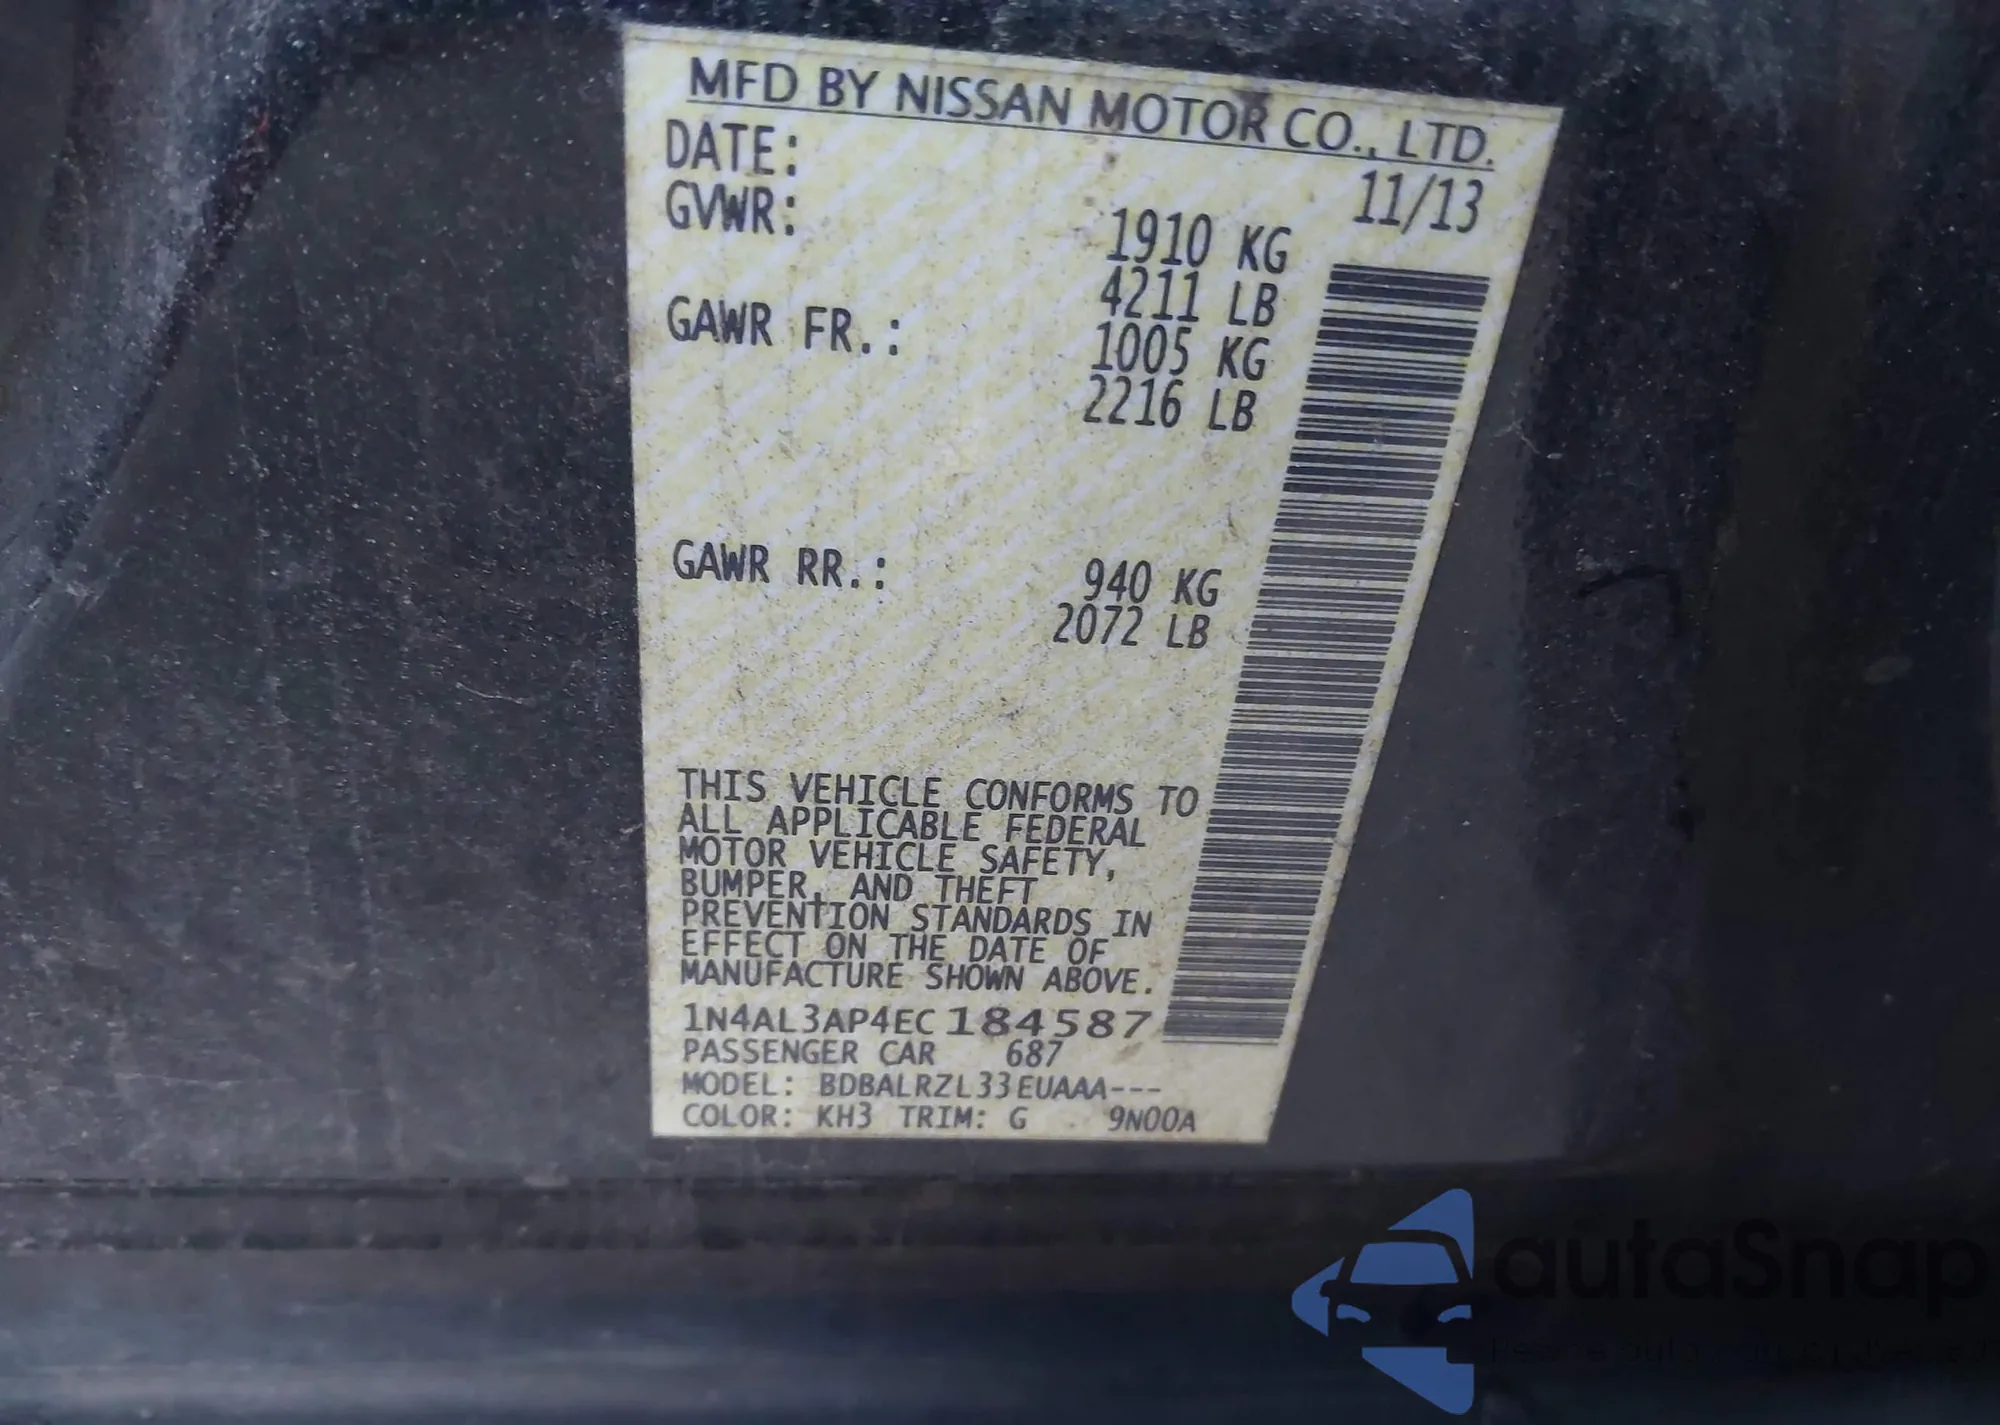 MFD BY NISSAN MOTOR CO., LTD.
DATE: 11/13
GVWR: 1910 KG
4211 LB
GAWR FR.: 1005 KG
2216 LB
GAWR RR.: 940 KG
2072 LB
THIS VEHICLE CONFORMS TO
ALL APPLICABLE FEDERAL
MOTOR VEHICLE SAFETY,
BUMPER, AND THEFT
PREVENTION STANDARDS IN
EFFECT ON THE DATE OF
MANUFACTURE SHOWN ABOVE.
1N4AL3AP4EC184587
PASSENGER CAR 687
MODEL: BDBALRZL33EUAAA---
COLOR: KH3 TRIM: G 9N00A
autaSnap